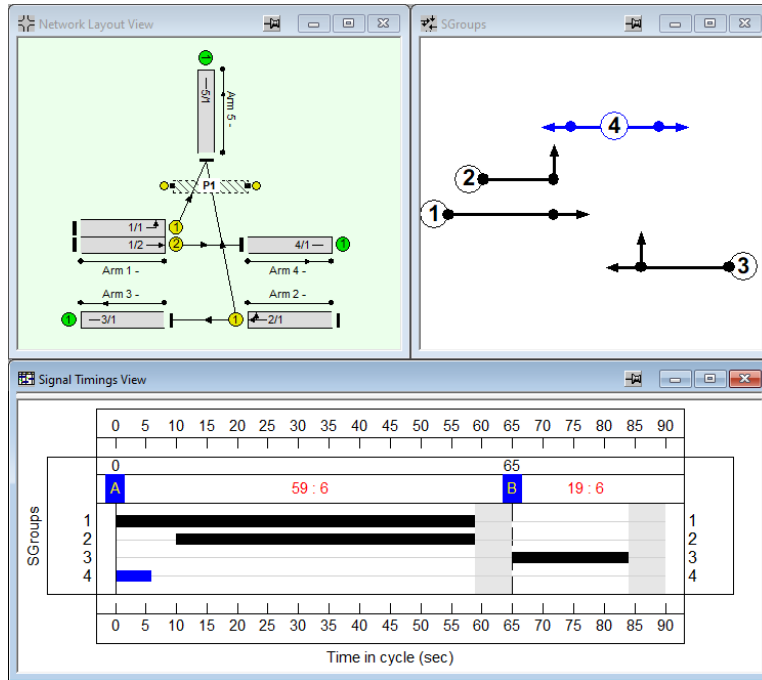 Network Layout View
1
5/1
Arm 5 -
P1
1/1
1
1/2
2
4/1
1
Arm 1 -
Arm 4 -
Arm 3 -
Arm 2 -
1
3/1
1
2/1
SGroups
4
2
1
3
Signal Timings View
0 5 10 15 20 25 30 35 40 45 50 55 60 65 70 75 80 85 90
0 65
A 59 : 6 B 19 : 6
SGroups
1 1
2 2
3 3
4 4
0 5 10 15 20 25 30 35 40 45 50 55 60 65 70 75 80 85 90
Time in cycle (sec)